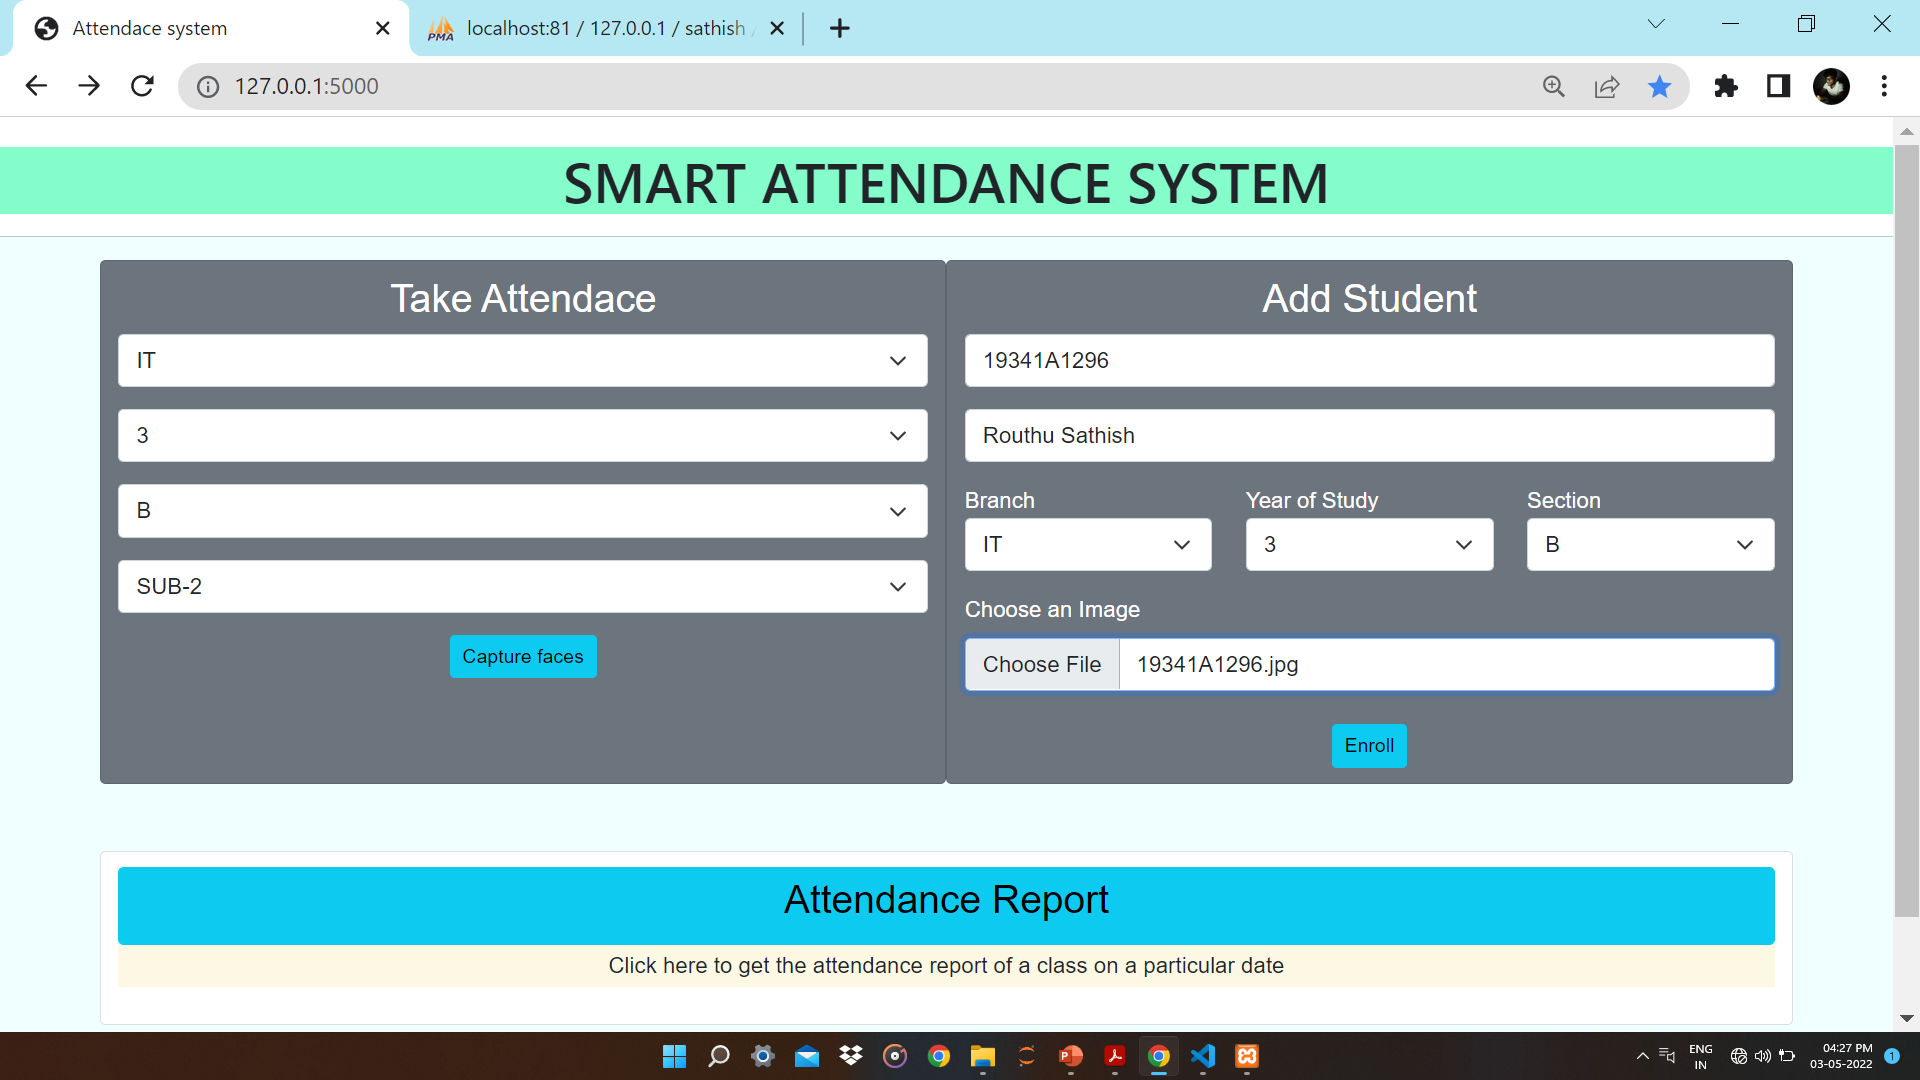 Attendace system
localhost:81 / 127.0.0.1 / sathish
127.0.0.1:5000
SMART ATTENDANCE SYSTEM
Take Attendace
IT
3
B
SUB-2
Capture faces
Add Student
19341A1296
Routhu Sathish
Branch
Year of Study
Section
IT
3
B
Choose an Image
Choose File
19341A1296.jpg
Enroll
Attendance Report
Click here to get the attendance report of a class on a particular date
ENG
IN
04:27 PM
03-05-2022
1